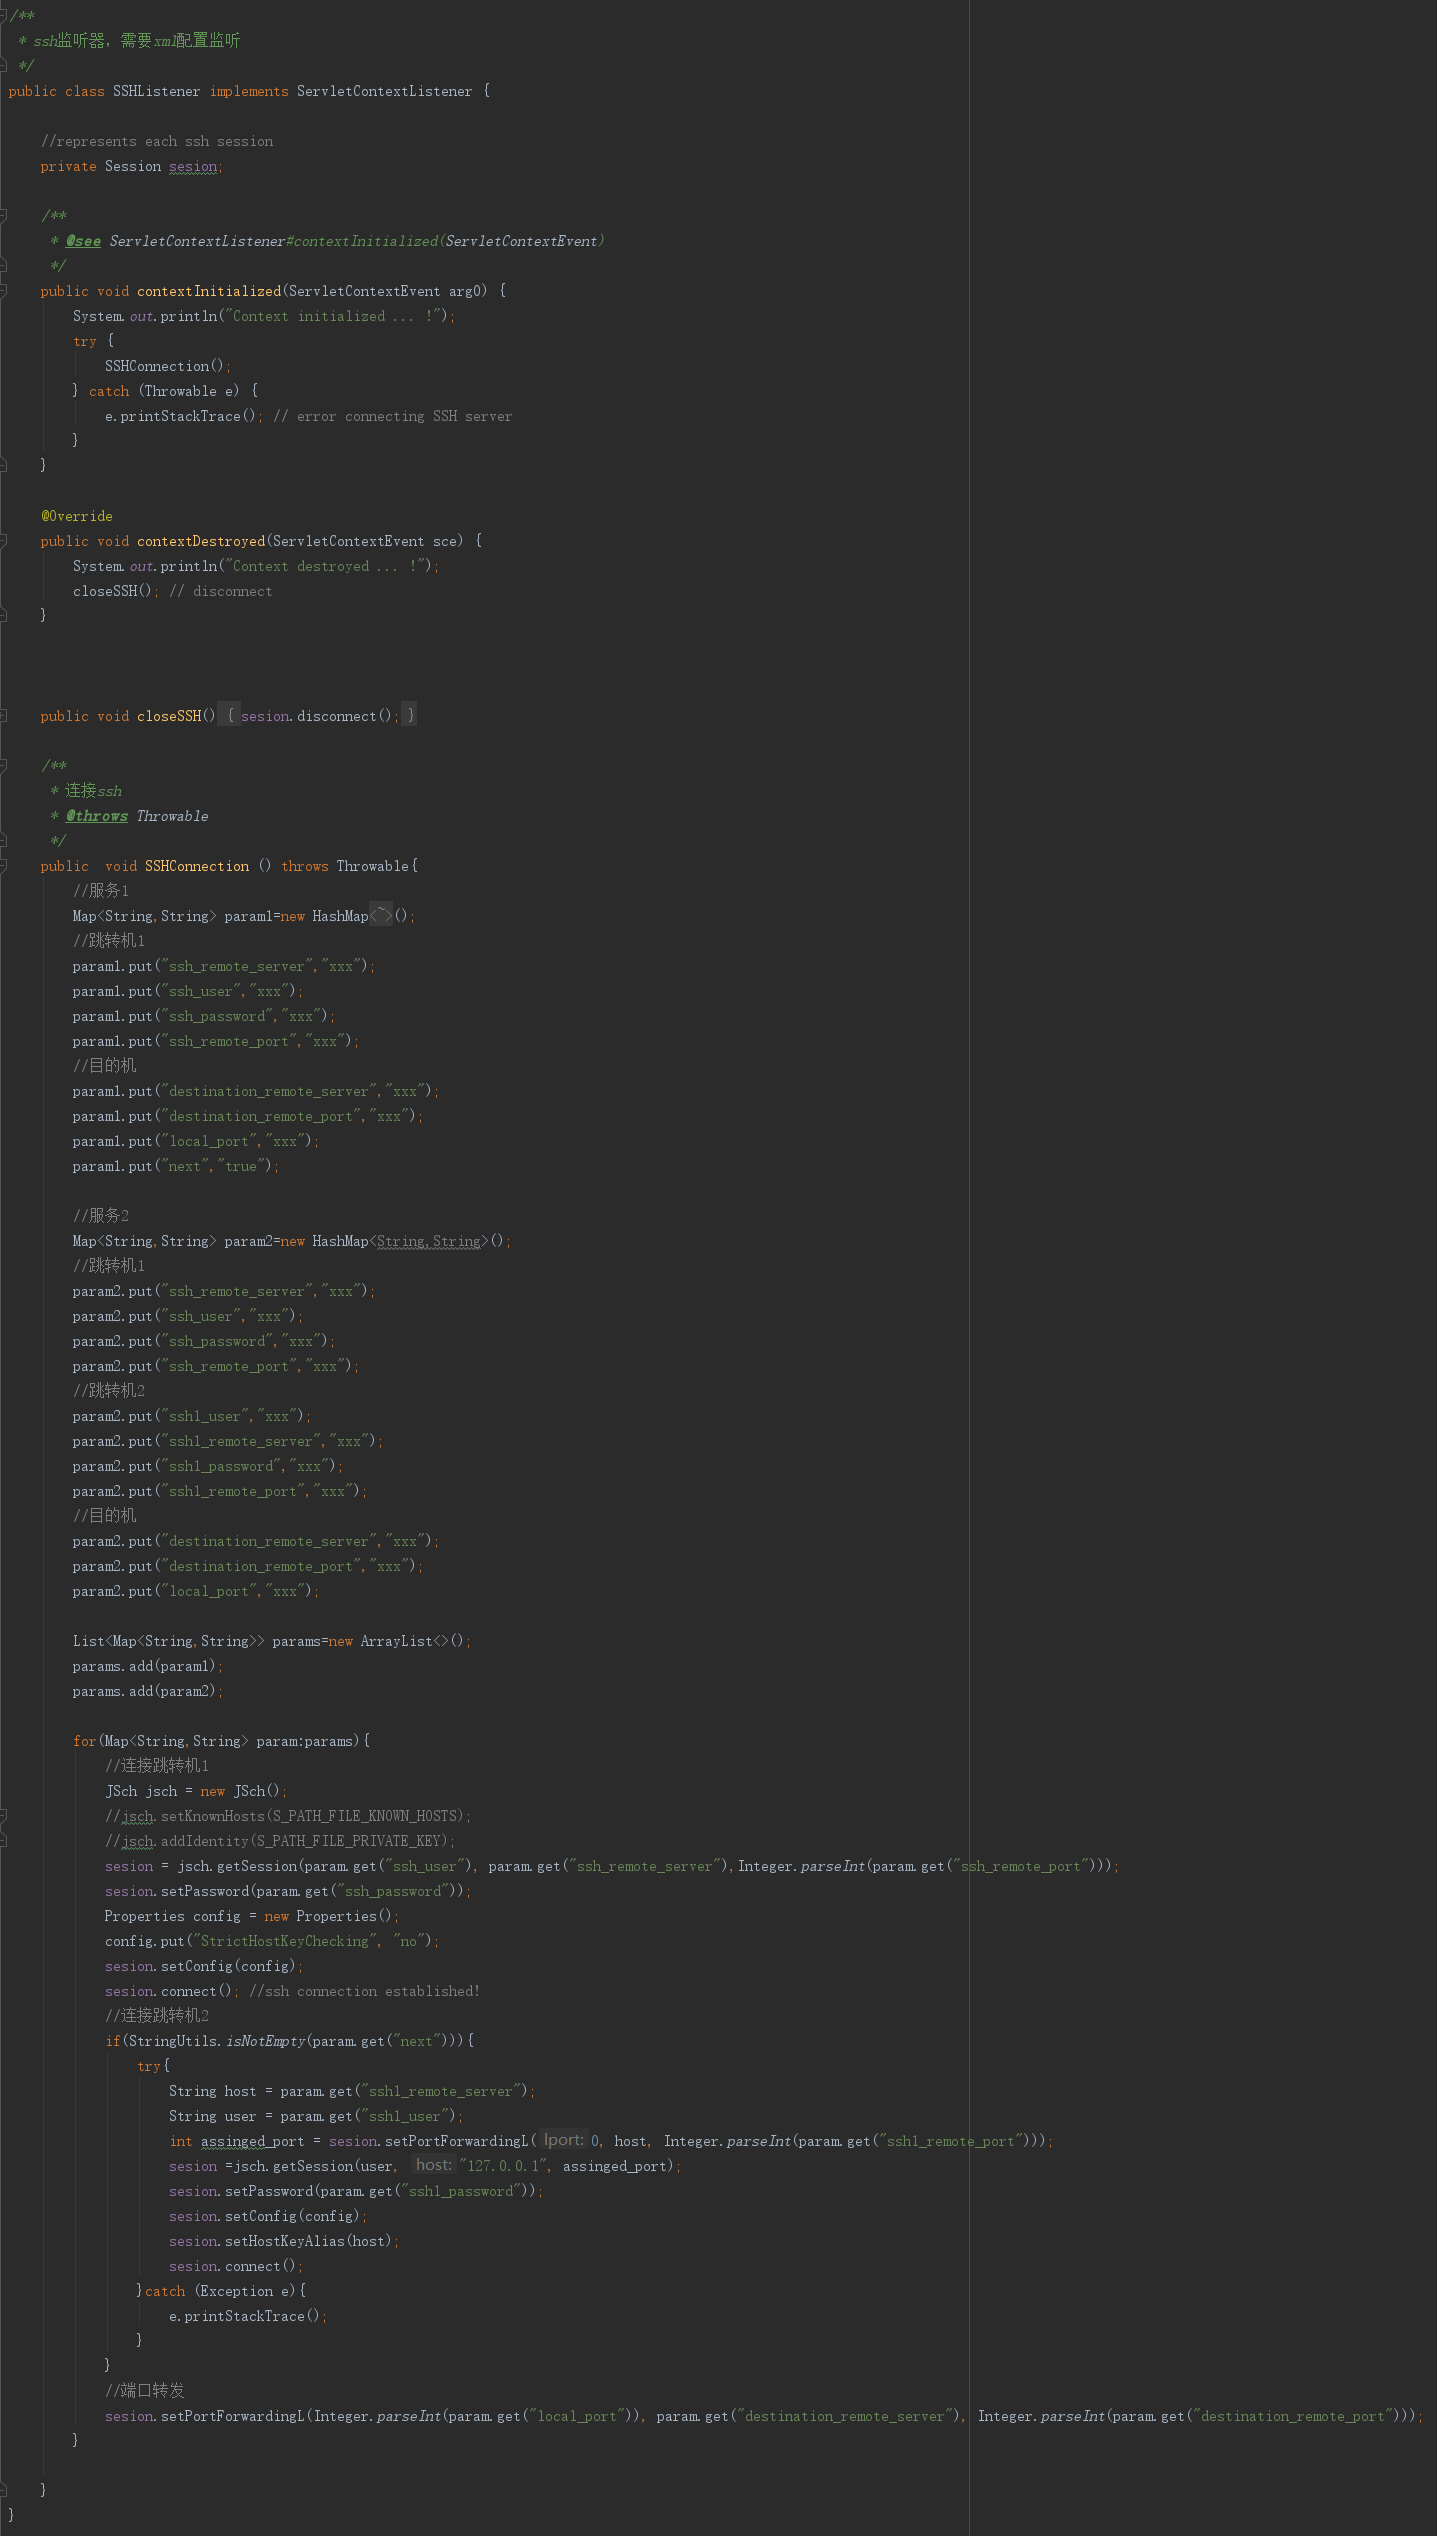 /**
 * ssh监听器，需要xml配置监听
 */
public class SSHListener implements ServletContextListener {
//represents each ssh session
private Session sesion;
/**
 * @see ServletContextListener#contextInitialized(ServletContextEvent)
 */
public void contextInitialized(ServletContextEvent arg0) {
System.out.println("Context initialized ... !");
try {
SSHConnection();
} catch (Throwable e) {
e.printStackTrace(); // error connecting SSH server
}
}
@Override
public void contextDestroyed(ServletContextEvent sce) {
System.out.println("Context destroyed ... !");
closeSSH(); // disconnect
}
public void closeSSH() { sesion.disconnect(); }
/**
 * 连接ssh
 * @throws Throwable
 */
public  void SSHConnection () throws Throwable{
//服务1
Map<String,String> param1=new HashMap<~>();
//跳转机1
param1.put("ssh_remote_server","xxx");
param1.put("ssh_user","xxx");
param1.put("ssh_password","xxx");
param1.put("ssh_remote_port","xxx");
//目的机
param1.put("destination_remote_server","xxx");
param1.put("destination_remote_port","xxx");
param1.put("local_port","xxx");
param1.put("next","true");
//服务2
Map<String,String> param2=new HashMap<String,String>();
//跳转机1
param2.put("ssh_remote_server","xxx");
param2.put("ssh_user","xxx");
param2.put("ssh_password","xxx");
param2.put("ssh_remote_port","xxx");
//跳转机2
param2.put("ssh1_user","xxx");
param2.put("ssh1_remote_server","xxx");
param2.put("ssh1_password","xxx");
param2.put("ssh1_remote_port","xxx");
//目的机
param2.put("destination_remote_server","xxx");
param2.put("destination_remote_port","xxx");
param2.put("local_port","xxx");
List<Map<String,String>> params=new ArrayList<>();
params.add(param1);
params.add(param2);
for(Map<String,String> param:params){
//连接跳转机1
JSch jsch = new JSch();
//jsch.setKnownHosts(S_PATH_FILE_KNOWN_HOSTS);
//jsch.addIdentity(S_PATH_FILE_PRIVATE_KEY);
sesion = jsch.getSession(param.get("ssh_user"), param.get("ssh_remote_server"),Integer.parseInt(param.get("ssh_remote_port")));
sesion.setPassword(param.get("ssh_password"));
Properties config = new Properties();
config.put("StrictHostKeyChecking", "no");
sesion.setConfig(config);
sesion.connect(); //ssh connection established!
//连接跳转机2
if(StringUtils.isNotEmpty(param.get("next"))){
try{
String host = param.get("ssh1_remote_server");
String user = param.get("ssh1_user");
int assinged_port = sesion.setPortForwardingL( lport: 0, host, Integer.parseInt(param.get("ssh1_remote_port")));
sesion =jsch.getSession(user, host: "127.0.0.1", assinged_port);
sesion.setPassword(param.get("ssh1_password"));
sesion.setConfig(config);
sesion.setHostKeyAlias(host);
sesion.connect();
}catch (Exception e){
e.printStackTrace();
}
}
//端口转发
sesion.setPortForwardingL(Integer.parseInt(param.get("local_port")), param.get("destination_remote_server"), Integer.parseInt(param.get("destination_remote_port")));
}
}
}